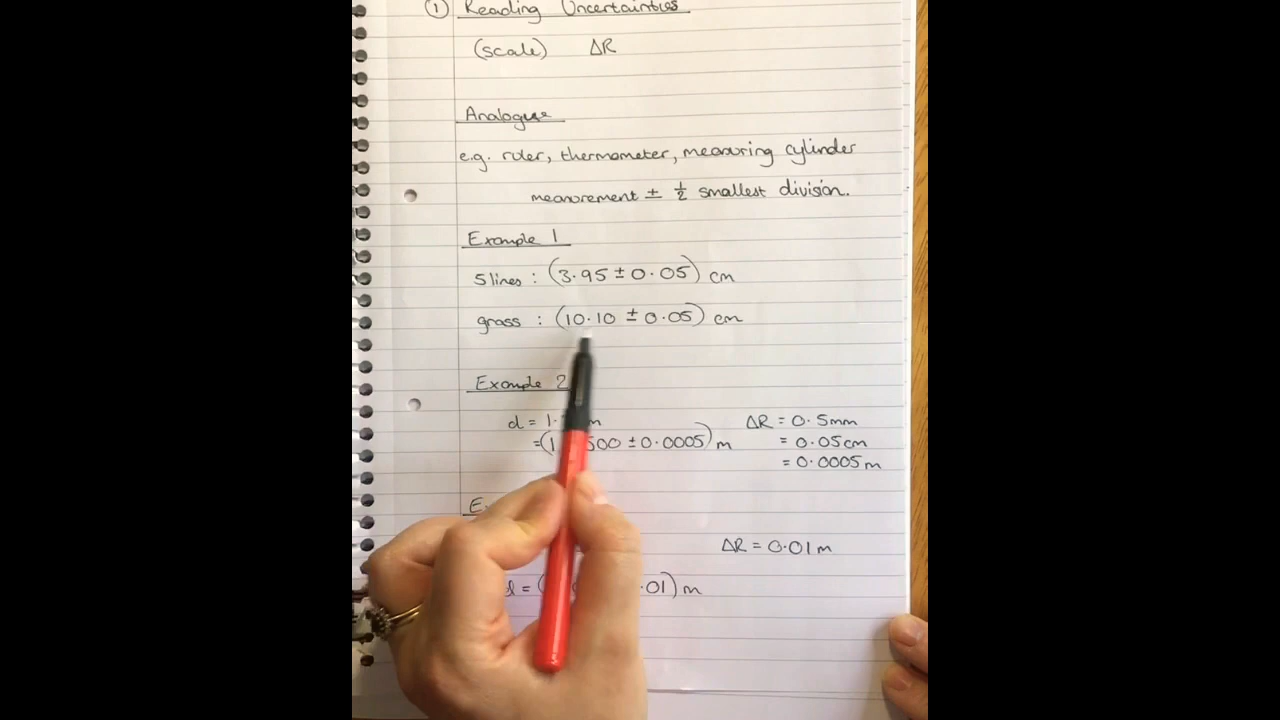 ① Reading Uncertainties
(scale) ΔR
Analogue
e.g. ruler, thermometer, measuring cylinder
measurement ± ½ smallest division.
Example 1
5 lines : (3.95 ± 0.05) cm
grass : (10.10 ± 0.05) cm
Example 2
d = 1. m ΔR = 0.5mm
=(1 500 ± 0.0005) m = 0.05cm
= 0.0005m
ΔR = 0.01m
l = ( .01) m